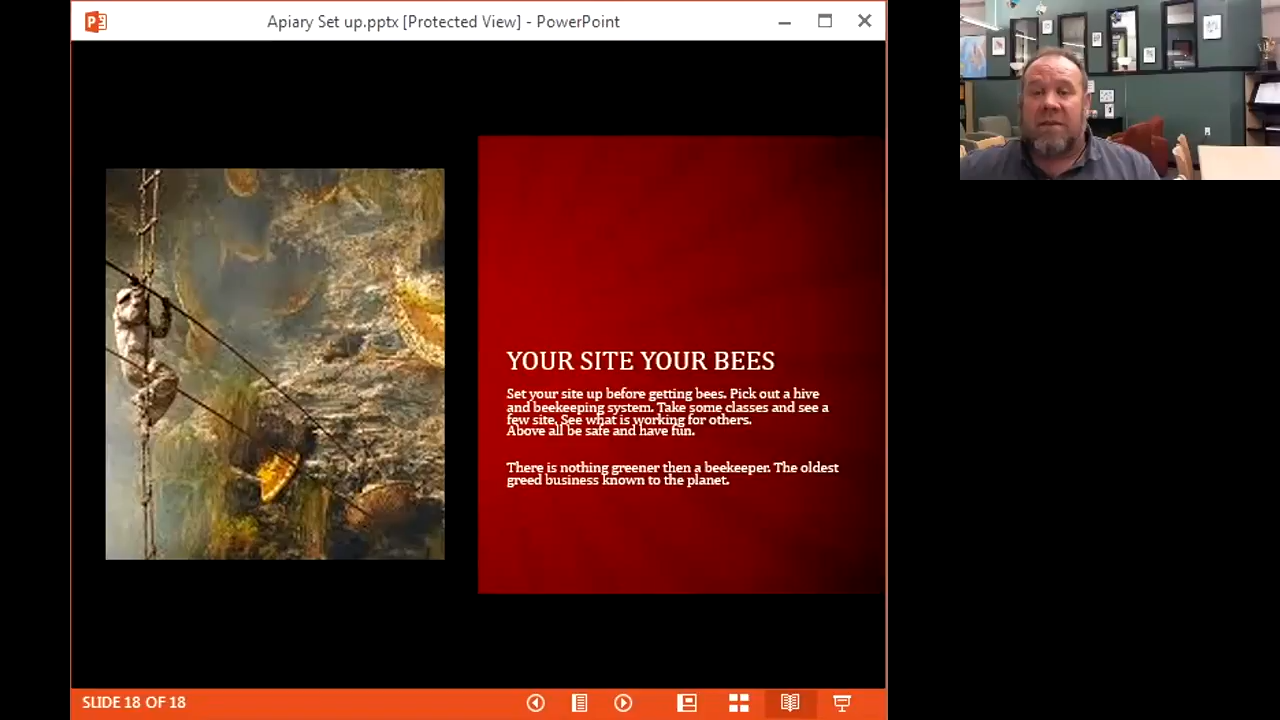 Apiary Set up.pptx [Protected View] - PowerPoint
YOUR SITE YOUR BEES
Set your site up before getting bees. Pick out a hive
and beekeeping system. Take some classes and see a
few site. See what is working for others.
Above all be safe and have fun.
There is nothing greener then a beekeeper. The oldest
greed business known to the planet.
SLIDE 18 OF 18